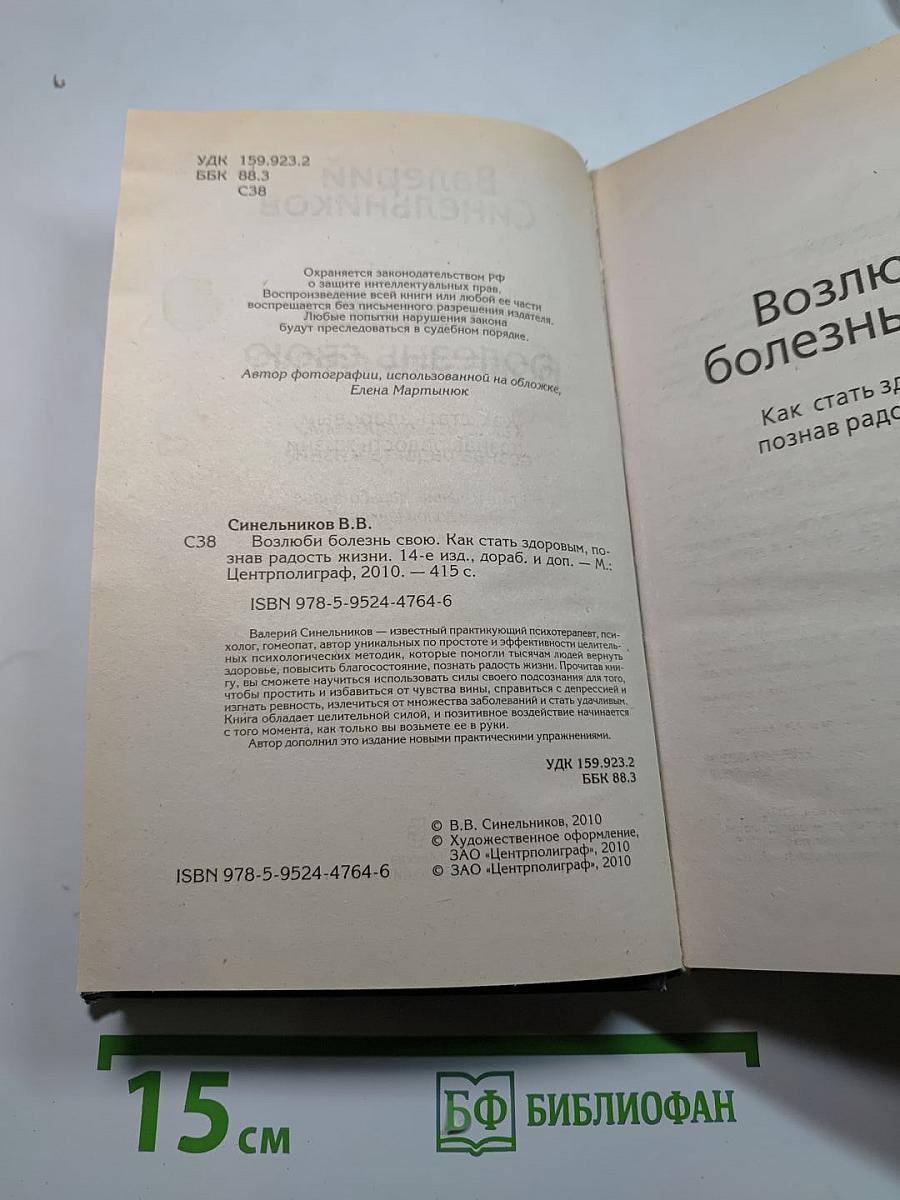 УДК 159.923.2
ББК 88.3
С38
Охраняется законодательством РФ
о защите интеллектуальных прав.
Воспроизведение всей книги или любой ее части
воспрещается без письменного разрешения издателя.
Любые попытки нарушения закона
будут преследоваться в судебном порядке.
Автор фотографии, использованной на обложке,
Елена Мартынюк
Синельников В.В.
С38 Возлюби болезнь свою. Как стать здоровым, по-
знав радость жизни. 14-е изд., дораб. и доп. — М.:
Центрполиграф, 2010. — 415 с.
ISBN 978-5-9524-4764-6
Валерий Синельников — известный практикующий психотерапевт, пси-
холог, гомеопат, автор уникальных по простоте и эффективности целитель-
ных психологических методик, которые помогли тысячам людей вернуть
здоровье, повысить благосостояние, познать радость жизни. Прочитав кни-
гу, вы сможете научиться использовать силы своего подсознания для того,
чтобы простить и избавиться от чувства вины, справиться с депрессией и
изгнать ревность, излечиться от множества заболеваний и стать удачливым.
Книга обладает целительной силой, и позитивное воздействие начинается
с того момента, как только вы возьмете ее в руки.
Автор дополнил это издание новыми практическими упражнениями.
УДК 159.923.2
ББК 88.3
© В.В. Синельников, 2010
© Художественное оформление,
ЗАО «Центрполиграф», 2010
ISBN 978-5-9524-4764-6 © ЗАО «Центрполиграф», 2010
Возлю
болезнь
Как стать зд
познав радо
15 см
БФ БИБЛИОФАН